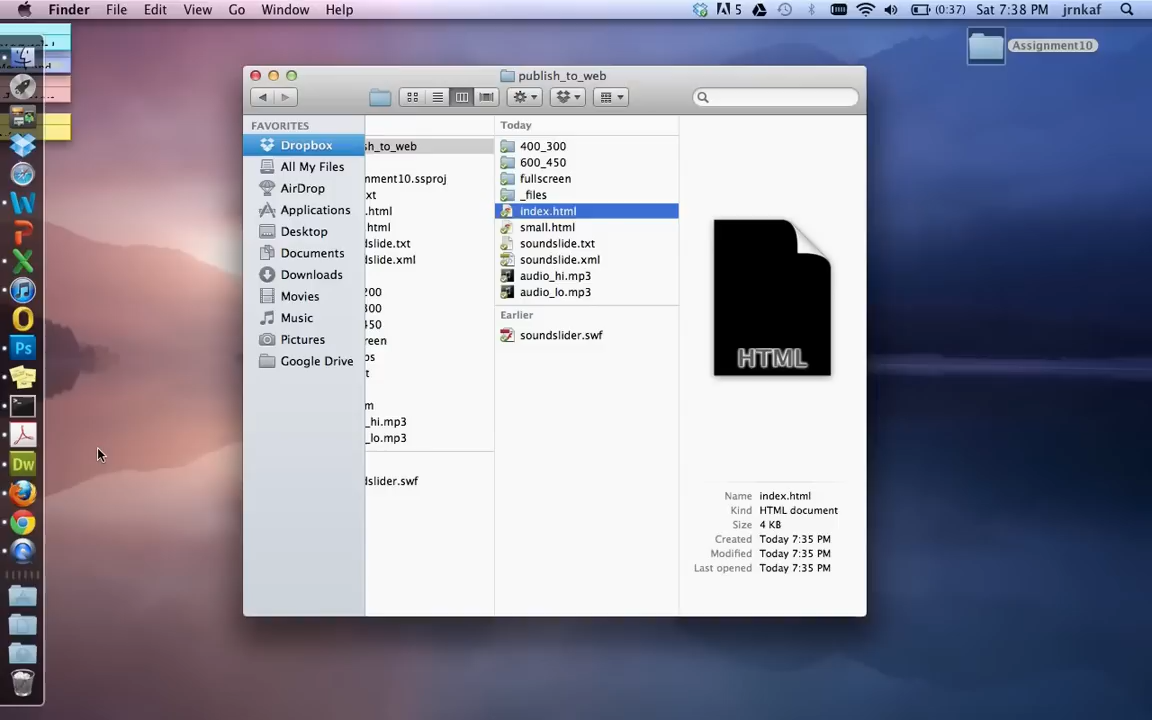 Finder File Edit View Go Window Help
5 (0:37) Sat 7:38 PM jrnkaf
Assignment10
publish_to_web
FAVORITES
Dropbox
All My Files
AirDrop
Applications
Desktop
Documents
Downloads
Movies
Music
Pictures
Google Drive
sh_to_web
nment10.ssproj
xt
.html
html
dslide.txt
dslide.xml
200
300
450
reen
ps
t
m
_hi.mp3
_lo.mp3
dslider.swf
Today
400_300
600_450
fullscreen
_files
index.html
small.html
soundslide.txt
soundslide.xml
audio_hi.mp3
audio_lo.mp3
Earlier
soundslider.swf
HTML
Name index.html
Kind HTML document
Size 4 KB
Created Today 7:35 PM
Modified Today 7:35 PM
Last opened Today 7:35 PM
Ps
Dw